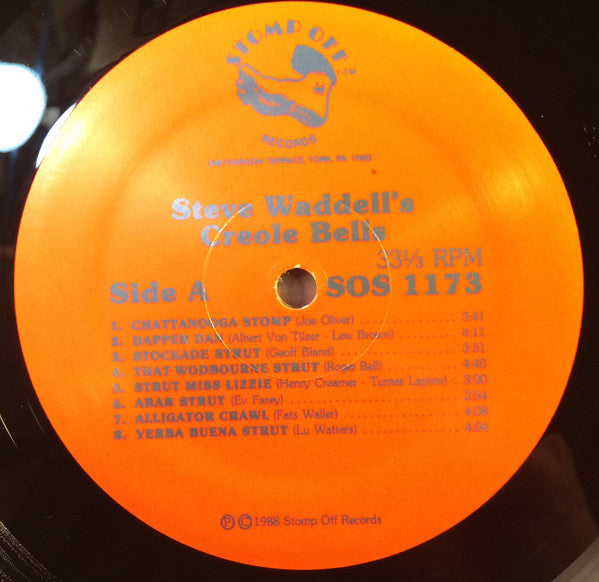 STOMP OFF
TM
RECORDS
TERRACE, YORK, PA
Steve Waddell's
Creole Bells
33⅓ RPM
Side A SOS 1173
1. CHATTANOOGA STOMP (Joe Oliver) 3:41
2. DAPPER DAN (Albert Von Tilzer - Lew Brown) 4:11
3. STOCKADE STRUT (Geoff Bland) 3:51
4. THAT WODBOURNE STRUT (Roger Bell) 4:40
5. STRUT MISS LIZZIE (Henry Creamer - Turner Layton) 3:00
6. ARAB STRUT (Ev Farey)
7. ALLIGATOR CRAWL (Fats Waller) 4:08
8. YERBA BUENA STRUT (Lu Watters)
Ⓟ©1988 Stomp Off Records